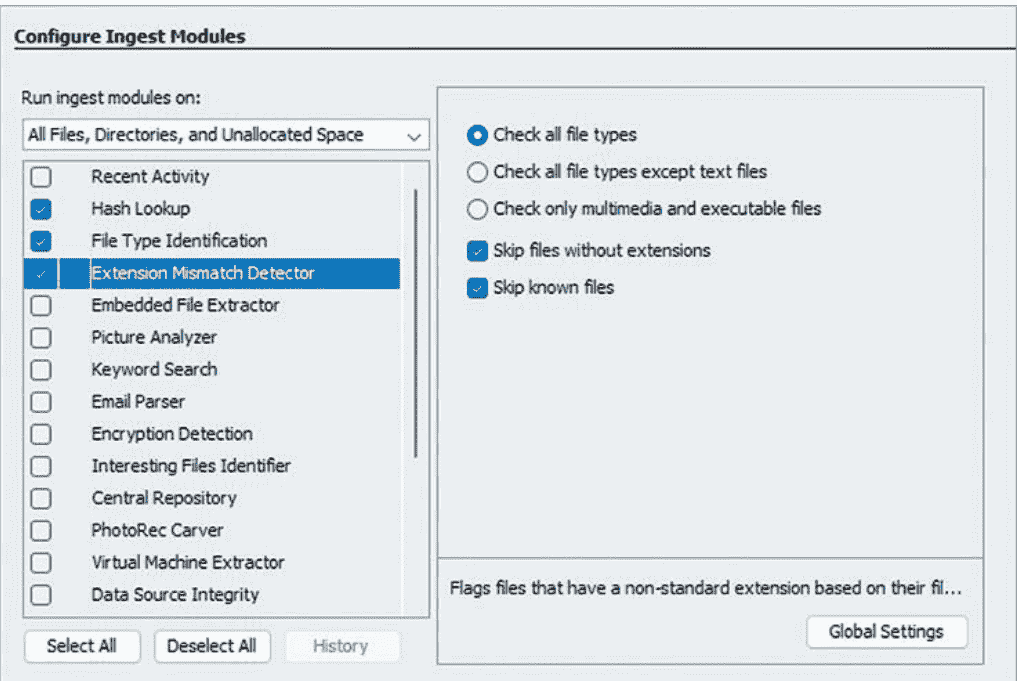 Configure Ingest Modules
Run ingest modules on:
All Files, Directories, and Unallocated Space
Recent Activity
Hash Lookup
File Type Identification
Extension Mismatch Detector
Embedded File Extractor
Picture Analyzer
Keyword Search
Email Parser
Encryption Detection
Interesting Files Identifier
Central Repository
PhotoRec Carver
Virtual Machine Extractor
Data Source Integrity
Select All
Deselect All
History
Check all file types
Check all file types except text files
Check only multimedia and executable files
Skip files without extensions
Skip known files
Flags files that have a non-standard extension based on their fil...
Global Settings